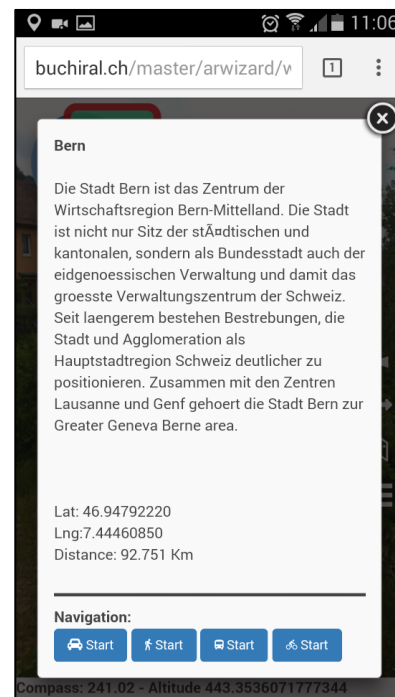 11:06
buchiral.ch/master/arwizard/v
1
Bern
Die Stadt Bern ist das Zentrum der
Wirtschaftsregion Bern-Mittelland. Die Stadt
ist nicht nur Sitz der stÃ¤dtischen und
kantonalen, sondern als Bundesstadt auch der
eidgenoessischen Verwaltung und damit das
groesste Verwaltungszentrum der Schweiz.
Seit laengerem bestehen Bestrebungen, die
Stadt und Agglomeration als
Hauptstadtregion Schweiz deutlicher zu
positionieren. Zusammen mit den Zentren
Lausanne und Genf gehoert die Stadt Bern zur
Greater Geneva Berne area.
Lat: 46.94792220
Lng:7.44460850
Distance: 92.751 Km
Navigation:
Start Start Start Start
Compass: 241.02 - Altitude 443.3536071777344